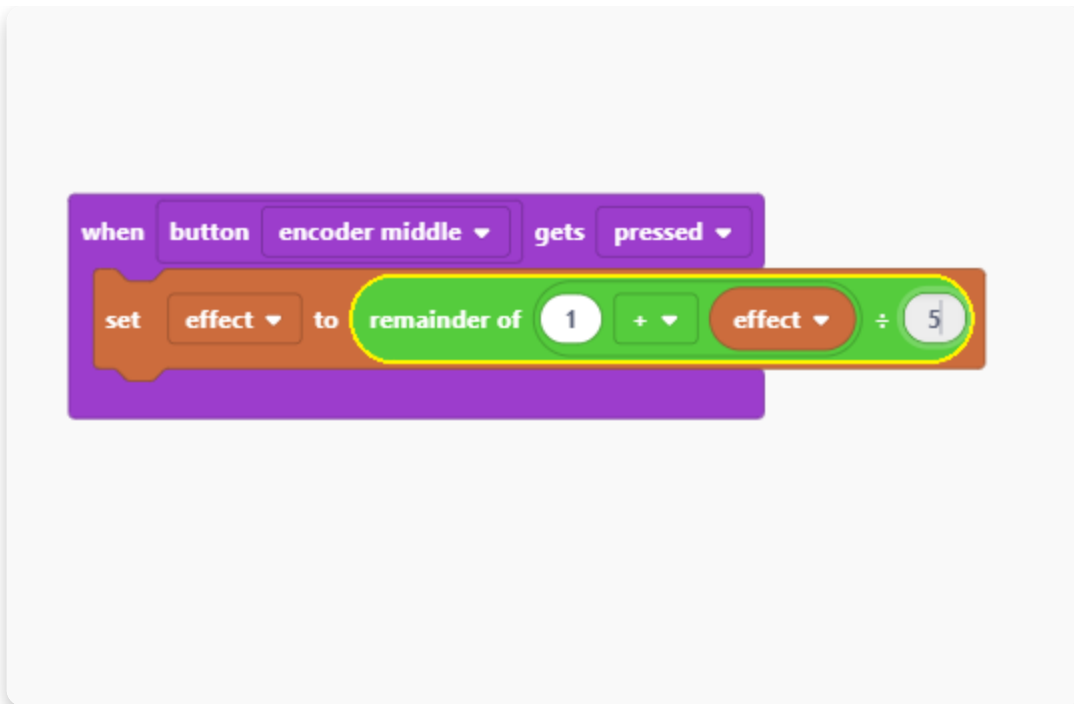 when button encoder middle gets pressed
set effect to remainder of 1 + effect ÷ 5